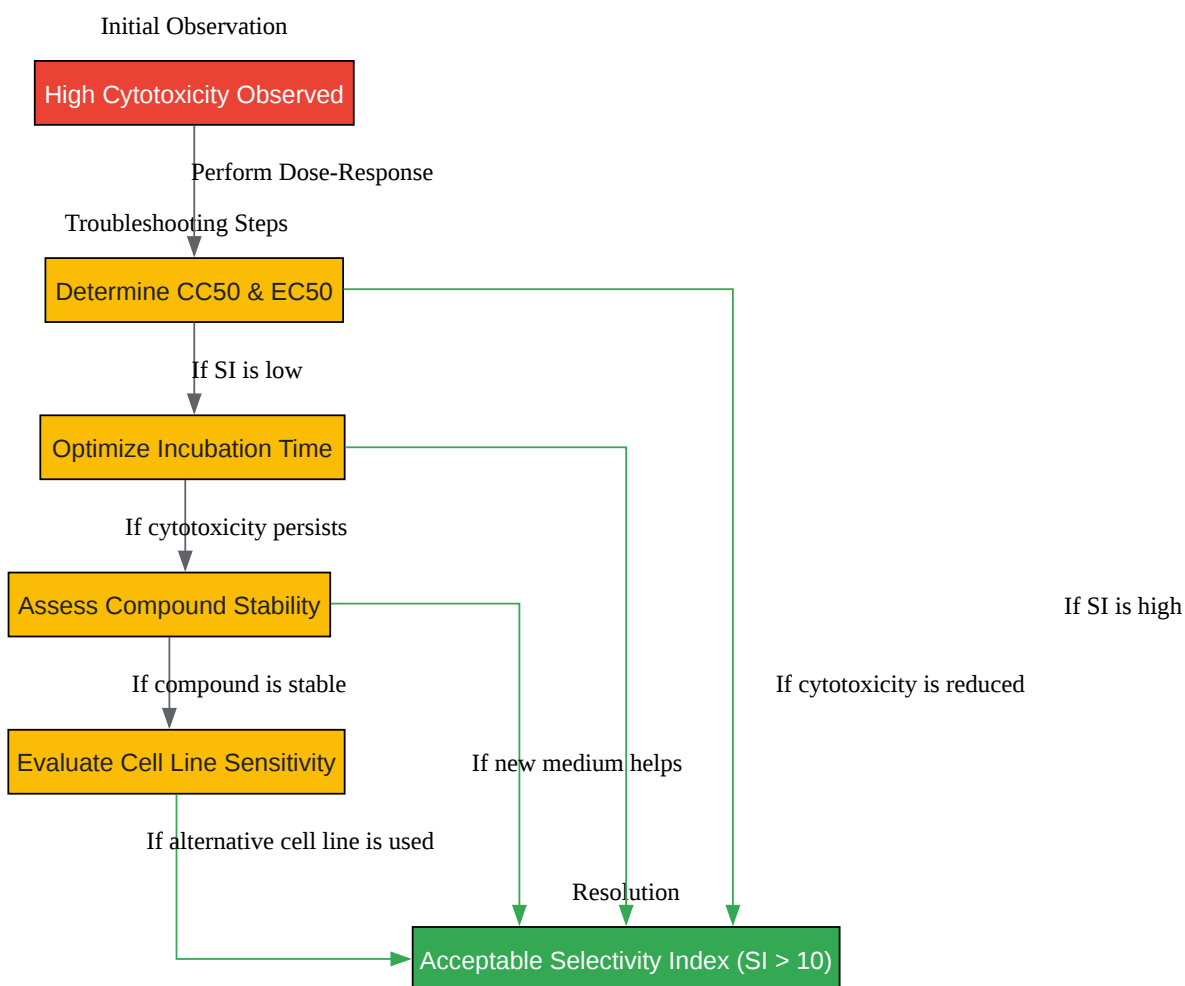 Initial Observation
High Cytotoxicity Observed
Perform Dose-Response
Troubleshooting Steps
Determine CC50 & EC50
If SI is low
Optimize Incubation Time
If cytotoxicity persists
Assess Compound Stability
If SI is high
If compound is stable
If cytotoxicity is reduced
Evaluate Cell Line Sensitivity
If new medium helps
If alternative cell line is used
Resolution
Acceptable Selectivity Index (SI > 10)